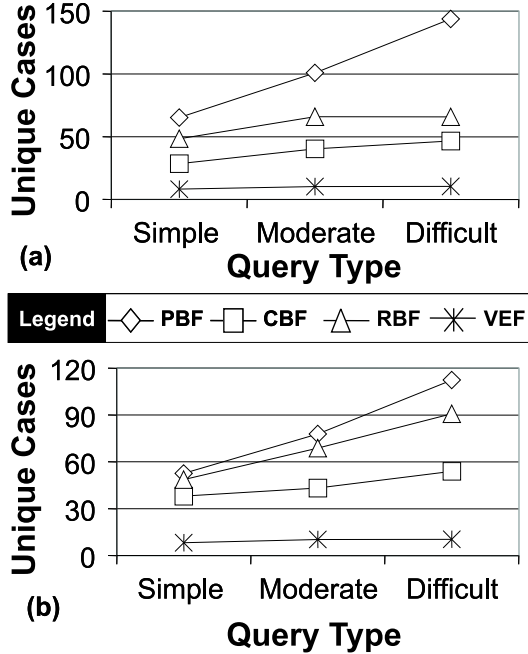 150
100
50
0
Unique Cases
Simple Moderate Difficult
(a)
Query Type
Legend PBF CBF RBF VEF
120
90
60
30
0
Unique Cases
Simple Moderate Difficult
(b)
Query Type